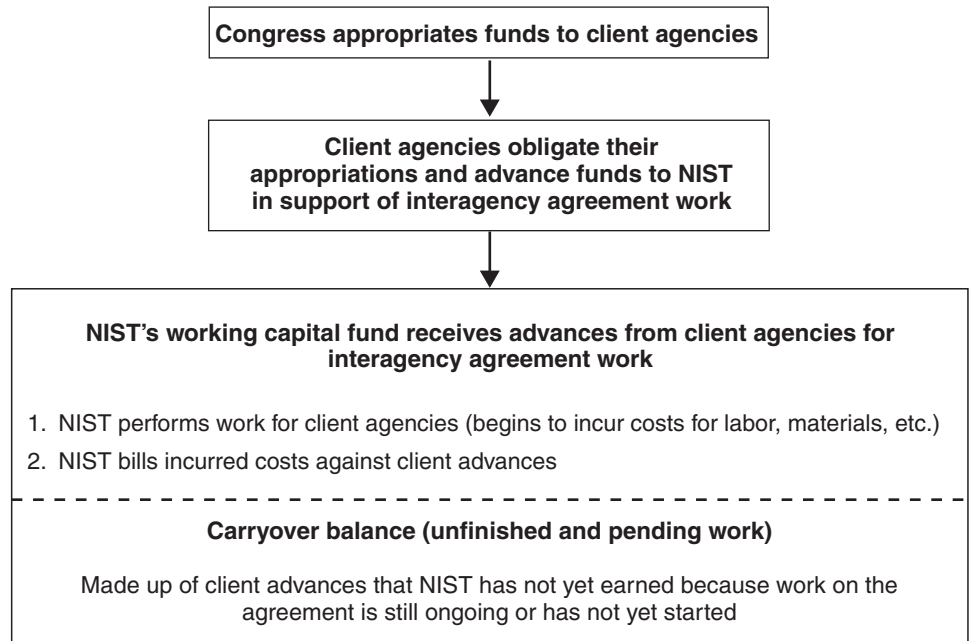 Congress appropriates funds to client agencies
Client agencies obligate their
appropriations and advance funds to NIST
in support of interagency agreement work
NIST’s working capital fund receives advances from client agencies for
interagency agreement work
1. NIST performs work for client agencies (begins to incur costs for labor, materials, etc.)
2. NIST bills incurred costs against client advances
Carryover balance (unfinished and pending work)
Made up of client advances that NIST has not yet earned because work on the
agreement is still ongoing or has not yet started